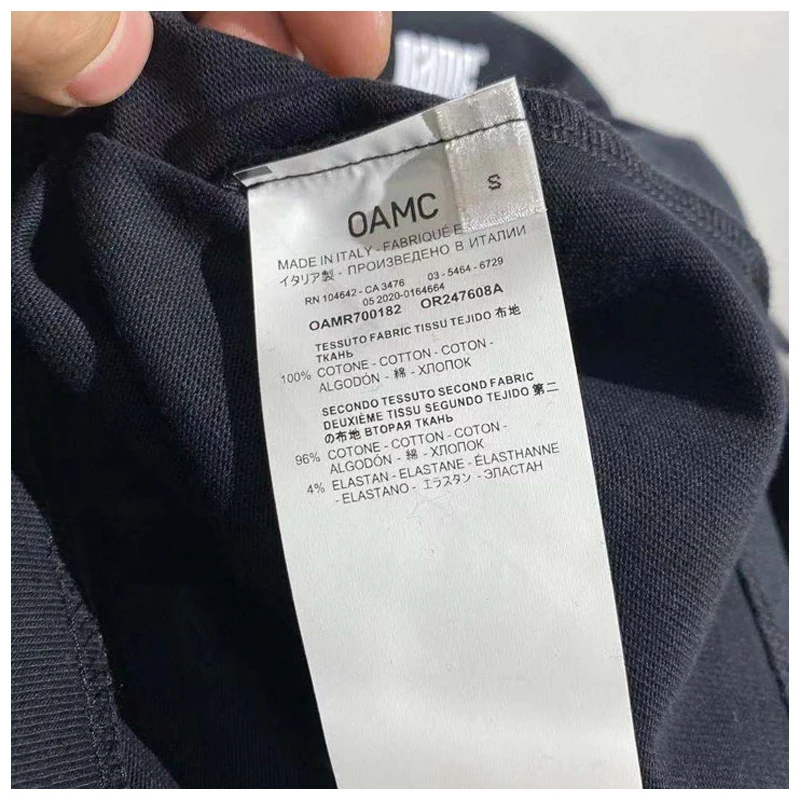 S
OAMC
MADE IN ITALY - FABRIQUÉ E
イタリア製 - ПРОИЗВЕДЕНО В ИТАЛИИ
RN 104642 - CA 3476 03 - 5464 - 6729
05 2020-0164664
OAMR700182 OR247608A
TESSUTO FABRIC TISSU TEJIDO 布地
ТКАНЬ
100% COTONE - COTTON - COTON -
ALGODÓN - 綿 - ХЛОПОК
SECONDO TESSUTO SECOND FABRIC
DEUXIÈME TISSU SEGUNDO TEJIDO 第二
の布地 ВТОРАЯ ТКАНЬ
96% COTONE - COTTON - COTON -
ALGODÓN - 綿 - ХЛОПОК
4% ELASTAN - ELASTANE - ÉLASTHANNE
- ELASTANO - エラスタン - ЭЛАСТАН